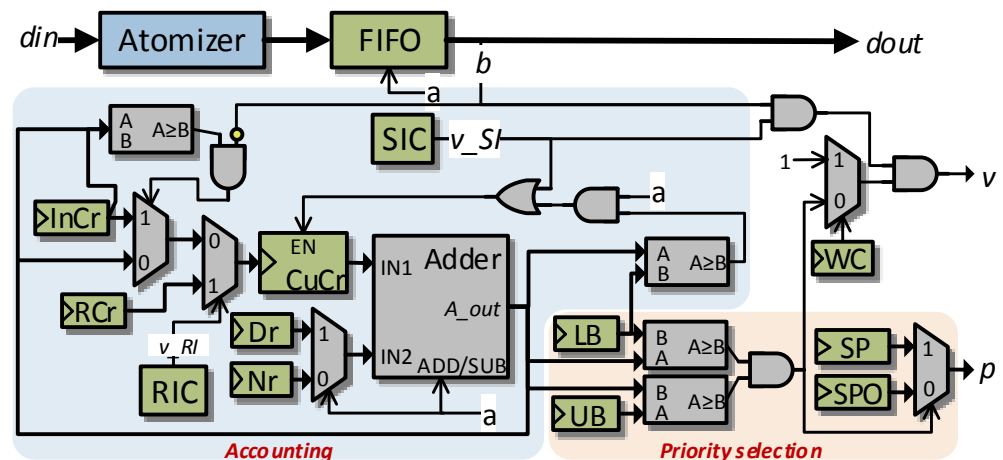 din Atomizer FIFO dout
b
a
A
B A≥B
SIC v_SI
a
1
1
0
v
InCr
1
0
0
1
EN
CuCr
IN1 Adder
A_out
IN2
ADD/SUB
A
B A≥B
WC
RCr
v_RI
RIC
Dr
Nr
1
0
a
LB
B
A A≥B
UB
B
A A≥B
SP
SPO
1
0
p
Accounting Priority selection